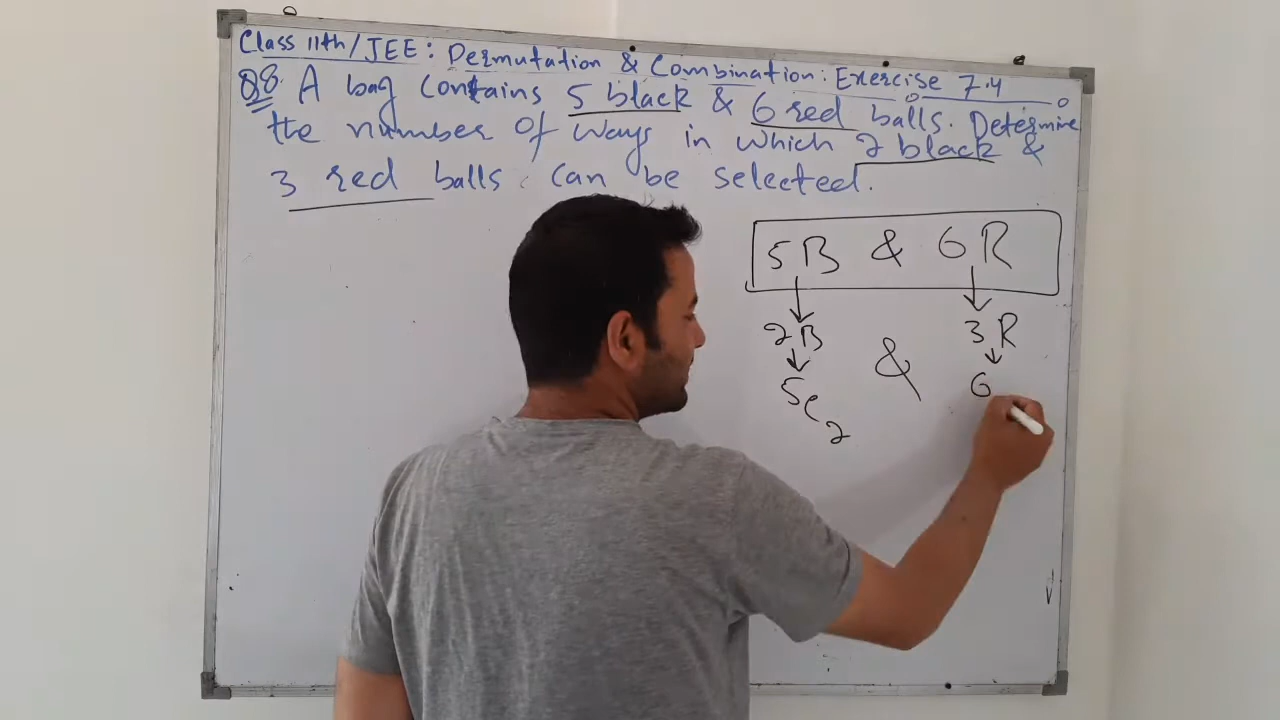 Class 11th/JEE: Permutation & Combination: Exercise 7.4
Q8. A bag contains 5 black & 6 red balls. Determine
the number of ways in which 2 black &
3 red balls can be selected.
5B & 6R
2B & 3R
5c2 6